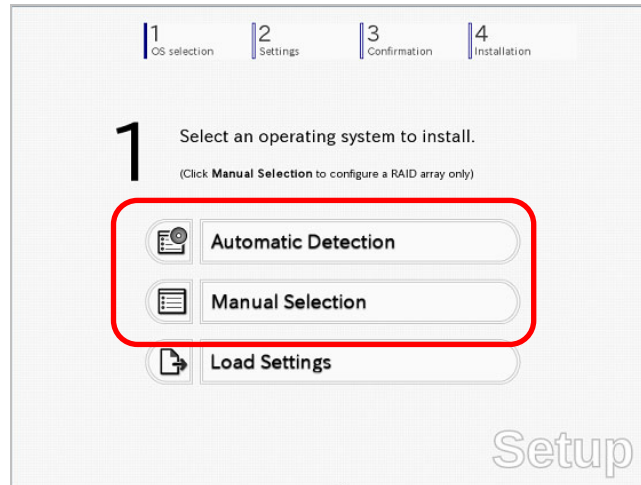 1 2 3 4
OS selection Settings Confirmation Installation
1
Select an operating system to install.
(Click Manual Selection to configure a RAID array only)
Automatic Detection
Manual Selection
Load Settings
Setup